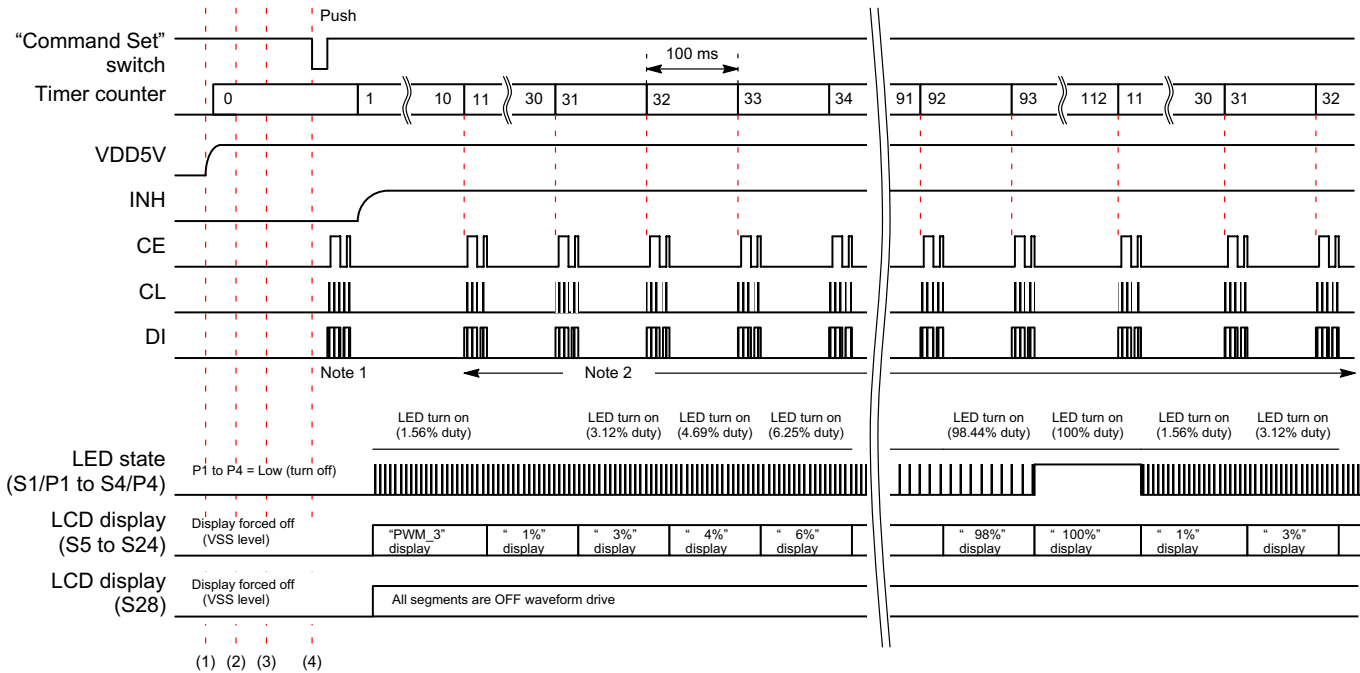 Push
“Command Set”
switch
100 ms
Timer counter
0 1 10 11 30 31 32 33 34 91 92 93 112 11 30 31 32
VDD5V
INH
CE
CL
DI
Note 1 Note 2
LED turn on
(1.56% duty)
LED turn on
(3.12% duty)
LED turn on
(4.69% duty)
LED turn on
(6.25% duty)
LED turn on
(98.44% duty)
LED turn on
(100% duty)
LED turn on
(1.56% duty)
LED turn on
(3.12% duty)
LED state
(S1/P1 to S4/P4)
P1 to P4 = Low (turn off)
LCD display
(S5 to S24)
Display forced off
(VSS level)
“PWM_3”
display
“ 1%”
display
“ 3%”
display
“ 4%”
display
“ 6%”
display
“ 98%”
display
“ 100%”
display
“ 1%”
display
“ 3%”
display
LCD display
(S28)
Display forced off
(VSS level)
All segments are OFF waveform drive
(1) (2) (3) (4)